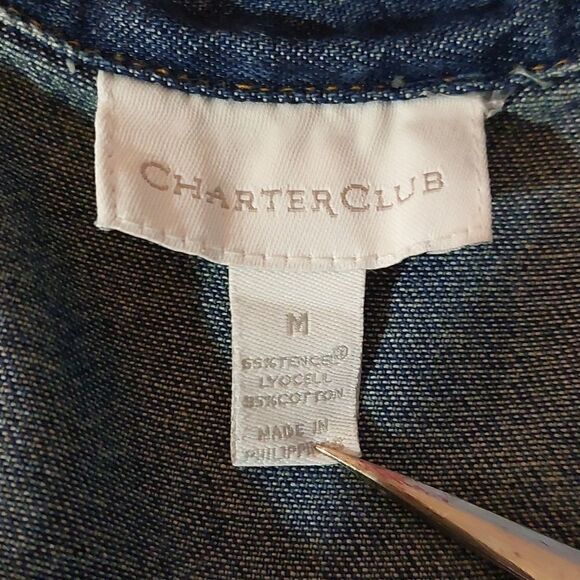 CHARTER CLUB
M
65%TENCEL®
LYOCELL
35%COTTON
MADE IN
PHILIPPINES